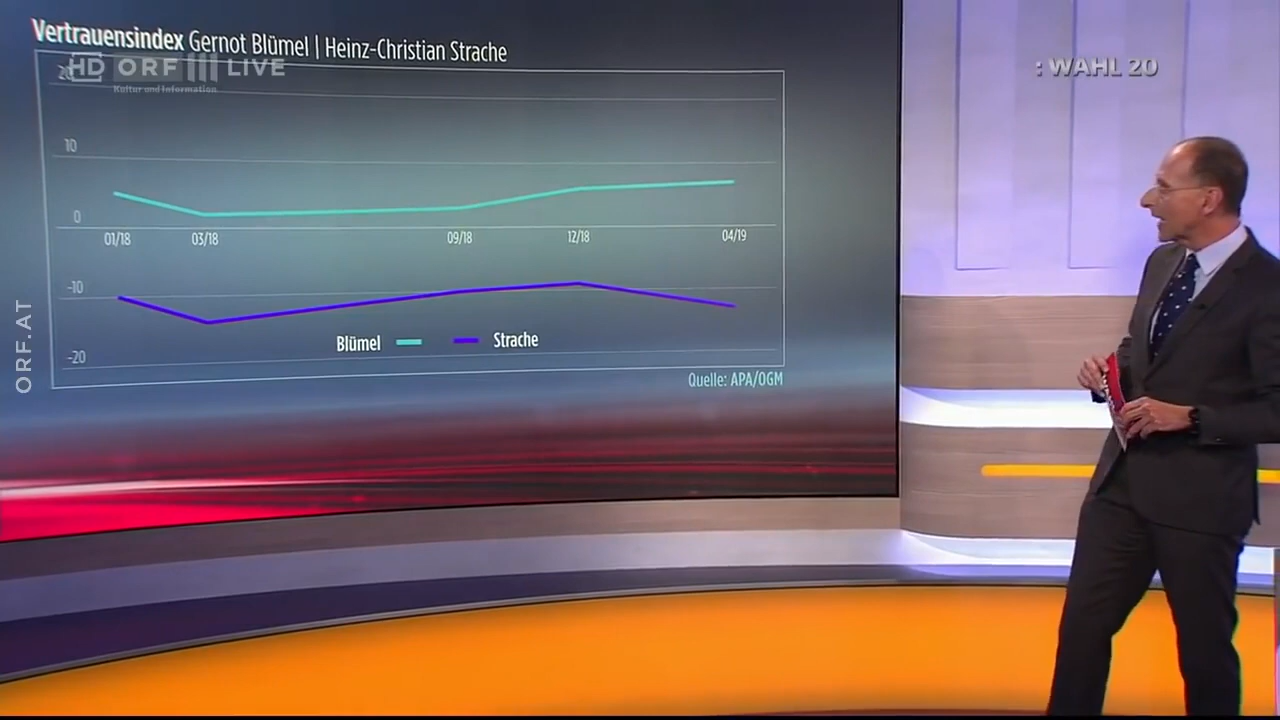 Vertrauensindex Gernot Blümel | Heinz-Christian Strache
HD ORF III LIVE
Kultur und Information
: WAHL 20
20
10
0
01/18 03/18 09/18 12/18 04/19
-10
-20
Blümel Strache
Quelle: APA/OGM
ORF.AT